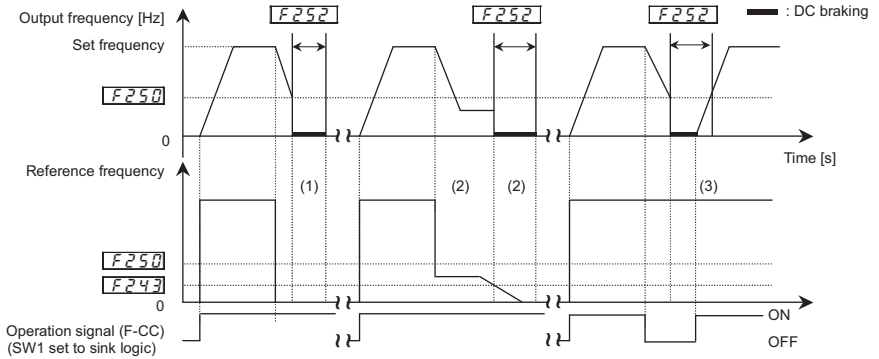 Output frequency [Hz]
F252
F252
F252
: DC braking
Set frequency
F250
0
Time [s]
Reference frequency
(1)
(2)
(2)
(3)
F250
F243
0
ON
Operation signal (F-CC)
(SW1 set to sink logic)
OFF